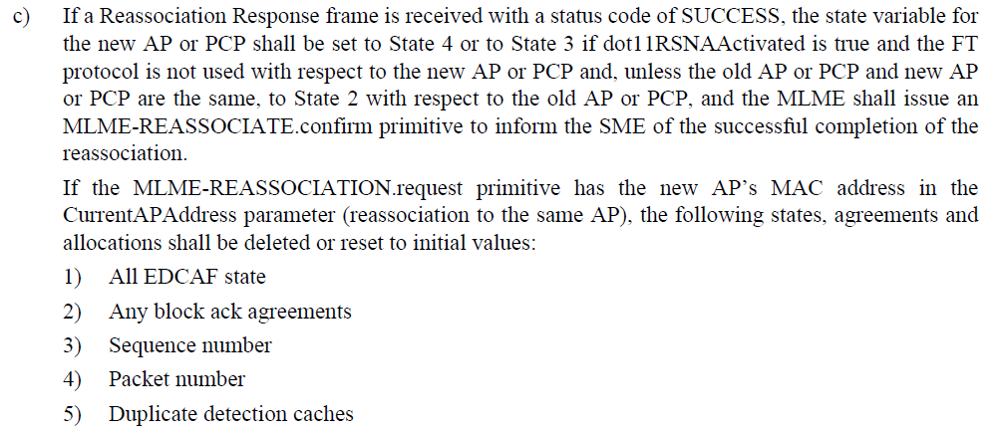 c) If a Reassociation Response frame is received with a status code of SUCCESS, the state variable for
the new AP or PCP shall be set to State 4 or to State 3 if dot11RSNAActivated is true and the FT
protocol is not used with respect to the new AP or PCP and, unless the old AP or PCP and new AP
or PCP are the same, to State 2 with respect to the old AP or PCP, and the MLME shall issue an
MLME-REASSOCIATE.confirm primitive to inform the SME of the successful completion of the
reassociation.
If the MLME-REASSOCIATION.request primitive has the new AP’s MAC address in the
CurrentAPAddress parameter (reassociation to the same AP), the following states, agreements and
allocations shall be deleted or reset to initial values:
1) All EDCAF state
2) Any block ack agreements
3) Sequence number
4) Packet number
5) Duplicate detection caches